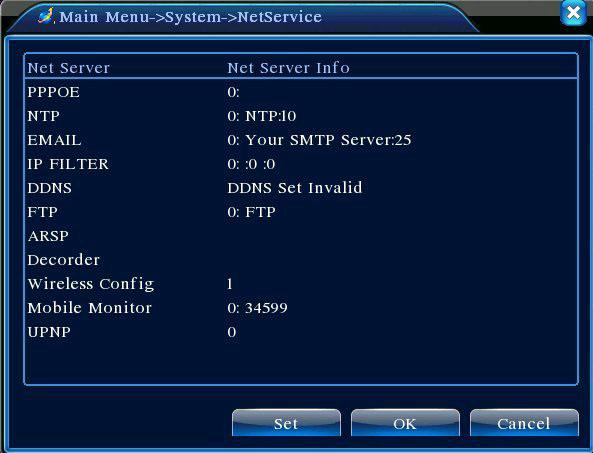 Main Menu->System->NetService
Net Server Net Server Info
PPPOE 0:
NTP 0: NTP:10
EMAIL 0: Your SMTP Server:25
IP FILTER 0: :0 :0
DDNS DDNS Set Invalid
FTP 0: FTP
ARSP
Decorder
Wireless Config 1
Mobile Monitor 0: 34599
UPNP 0
Set OK Cancel